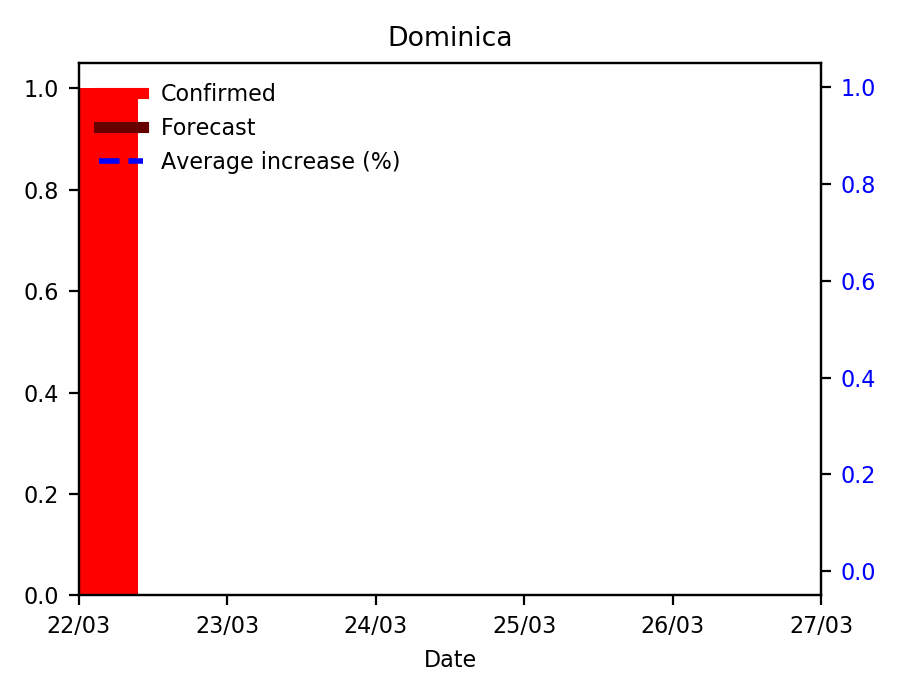 Dominica
1.0 Confirmed 1.0
Forecast
Average increase (%)
0.8 0.8
0.6 0.6
0.4 0.4
0.2 0.2
0.0 0.0
22/03 23/03 24/03 25/03 26/03 27/03
Date